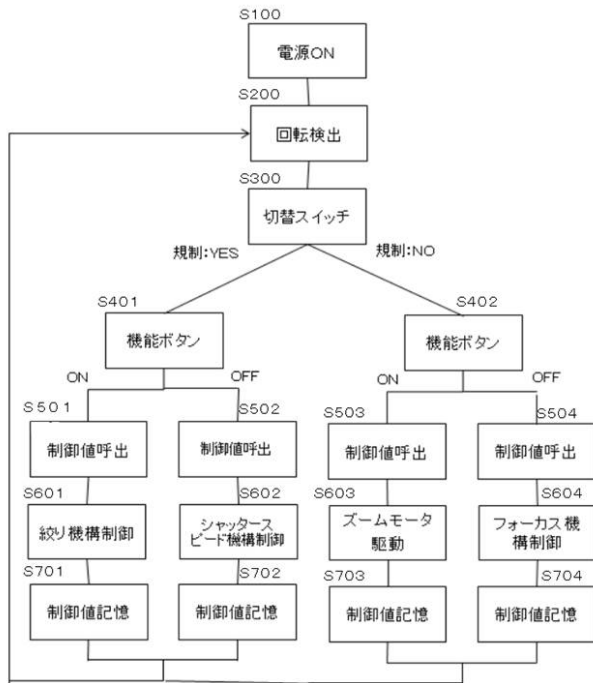 S100
電源ON
S200
回転検出
S300
切替スイッチ
規制:YES
規制:NO
S401
機能ボタン
S402
機能ボタン
ON
OFF
ON
OFF
S501
制御値呼出
S502
制御値呼出
S503
制御値呼出
S504
制御値呼出
S601
絞り機構制御
S602
シャッタース
ピード機構制御
S603
ズームモータ
駆動
S604
フォーカス機
構制御
S701
制御値記憶
S702
制御値記憶
S703
制御値記憶
S704
制御値記憶